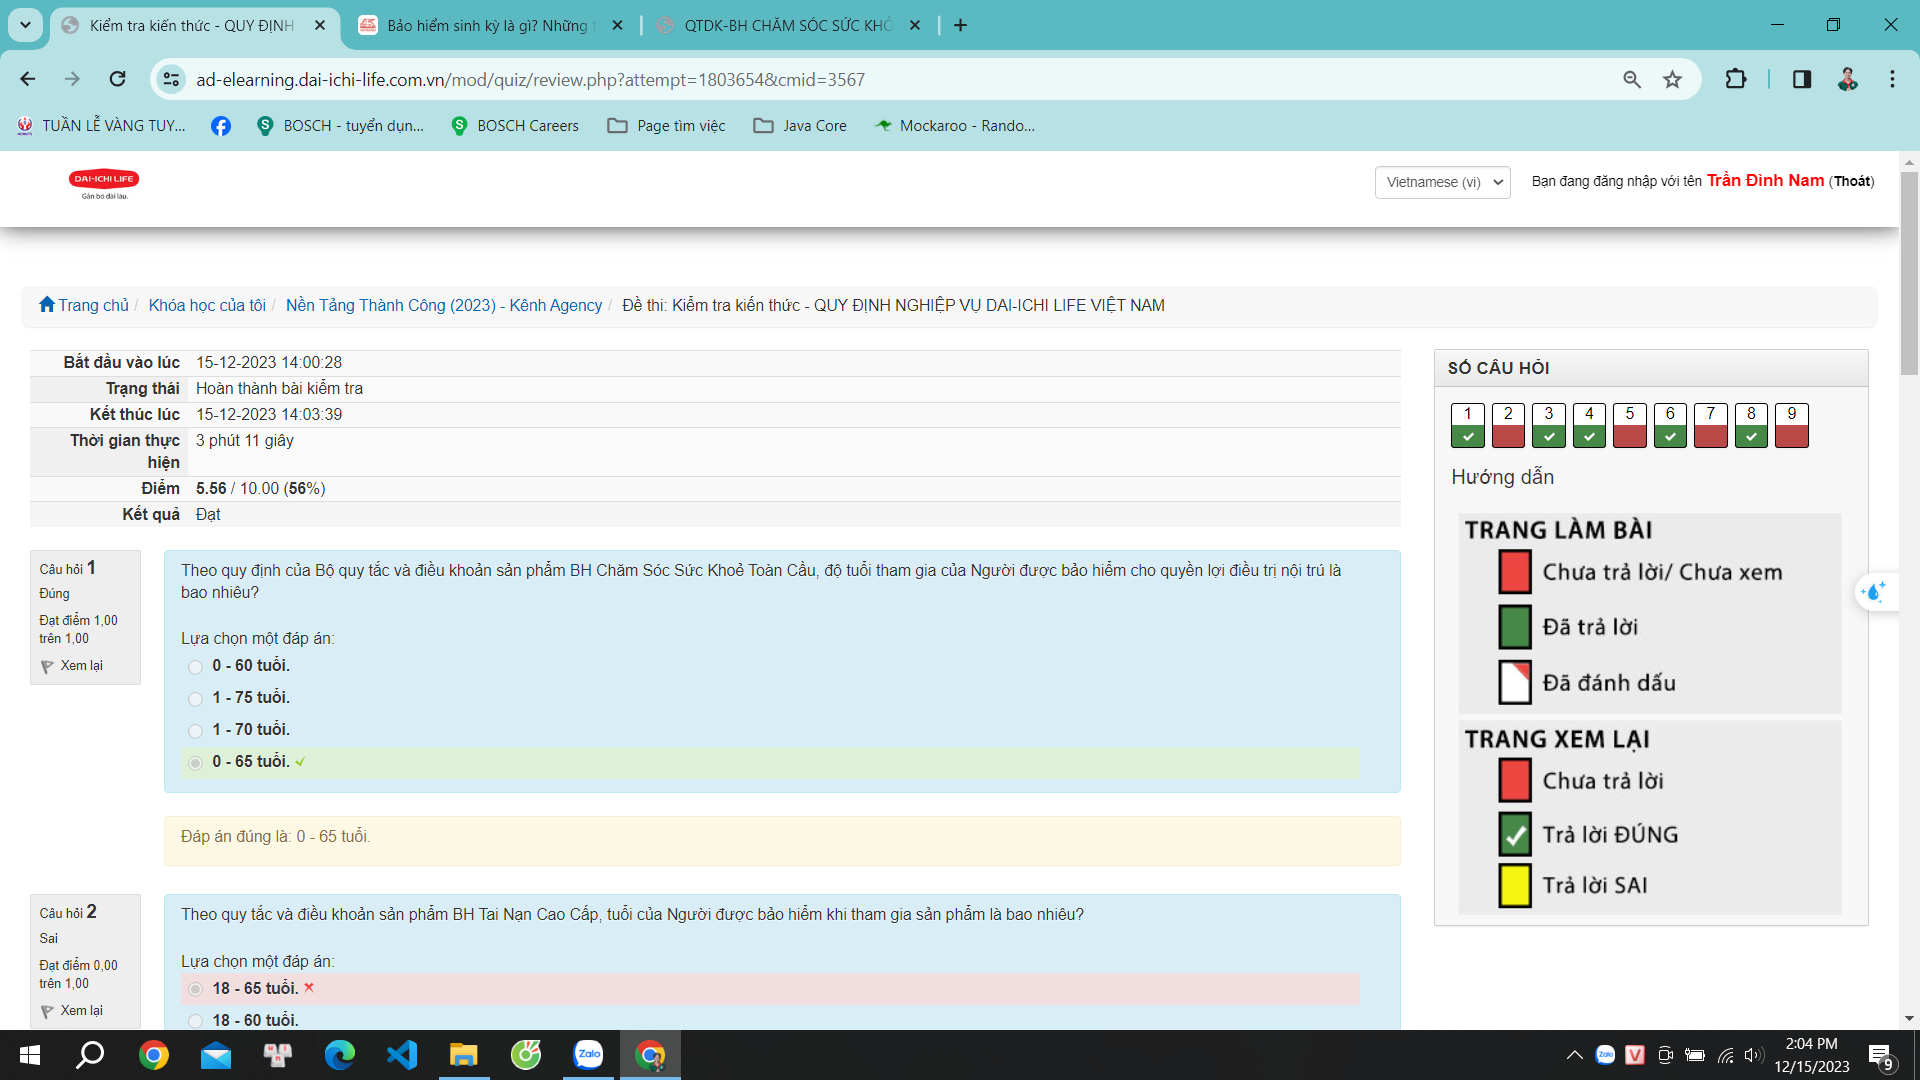 Kiểm tra kiến thức - QUY ĐỊNH
Bảo hiểm sinh kỳ là gì? Những
QTDK-BH CHĂM SÓC SỨC KHỎ
ad-elearning.dai-ichi-life.com.vn/mod/quiz/review.php?attempt=1803654&cmid=3567
TUẦN LỄ VÀNG TUY...
BOSCH - tuyển dụn...
BOSCH Careers
Page tìm việc
Java Core
Mockaroo - Rando...
DAI-ICHI LIFE
Gắn bó dài lâu.
Vietnamese (vi)
Bạn đang đăng nhập với tên Trần Đình Nam (Thoát)
Trang chủ / Khóa học của tôi / Nền Tảng Thành Công (2023) - Kênh Agency / Đề thi: Kiểm tra kiến thức - QUY ĐỊNH NGHIỆP VỤ DAI-ICHI LIFE VIỆT NAM
Bắt đầu vào lúc 15-12-2023 14:00:28
Trạng thái Hoàn thành bài kiểm tra
Kết thúc lúc 15-12-2023 14:03:39
Thời gian thực hiện 3 phút 11 giây
Điểm 5.56 / 10.00 (56%)
Kết quả Đạt
Câu hỏi 1
Đúng
Đạt điểm 1,00
trên 1,00
Xem lại
Theo quy định của Bộ quy tắc và điều khoản sản phẩm BH Chăm Sóc Sức Khoẻ Toàn Cầu, độ tuổi tham gia của Người được bảo hiểm cho quyền lợi điều trị nội trú là
bao nhiêu?
Lựa chọn một đáp án:
0 - 60 tuổi.
1 - 75 tuổi.
1 - 70 tuổi.
0 - 65 tuổi.
Đáp án đúng là: 0 - 65 tuổi.
Câu hỏi 2
Sai
Đạt điểm 0,00
trên 1,00
Xem lại
Theo quy tắc và điều khoản sản phẩm BH Tai Nạn Cao Cấp, tuổi của Người được bảo hiểm khi tham gia sản phẩm là bao nhiêu?
Lựa chọn một đáp án:
18 - 65 tuổi.
18 - 60 tuổi.
SỐ CÂU HỎI
1 2 3 4 5 6 7 8 9
Hướng dẫn
TRANG LÀM BÀI
Chưa trả lời/ Chưa xem
Đã trả lời
Đã đánh dấu
TRANG XEM LẠI
Chưa trả lời
Trả lời ĐÚNG
Trả lời SAI
Zalo
2:04 PM
12/15/2023
9